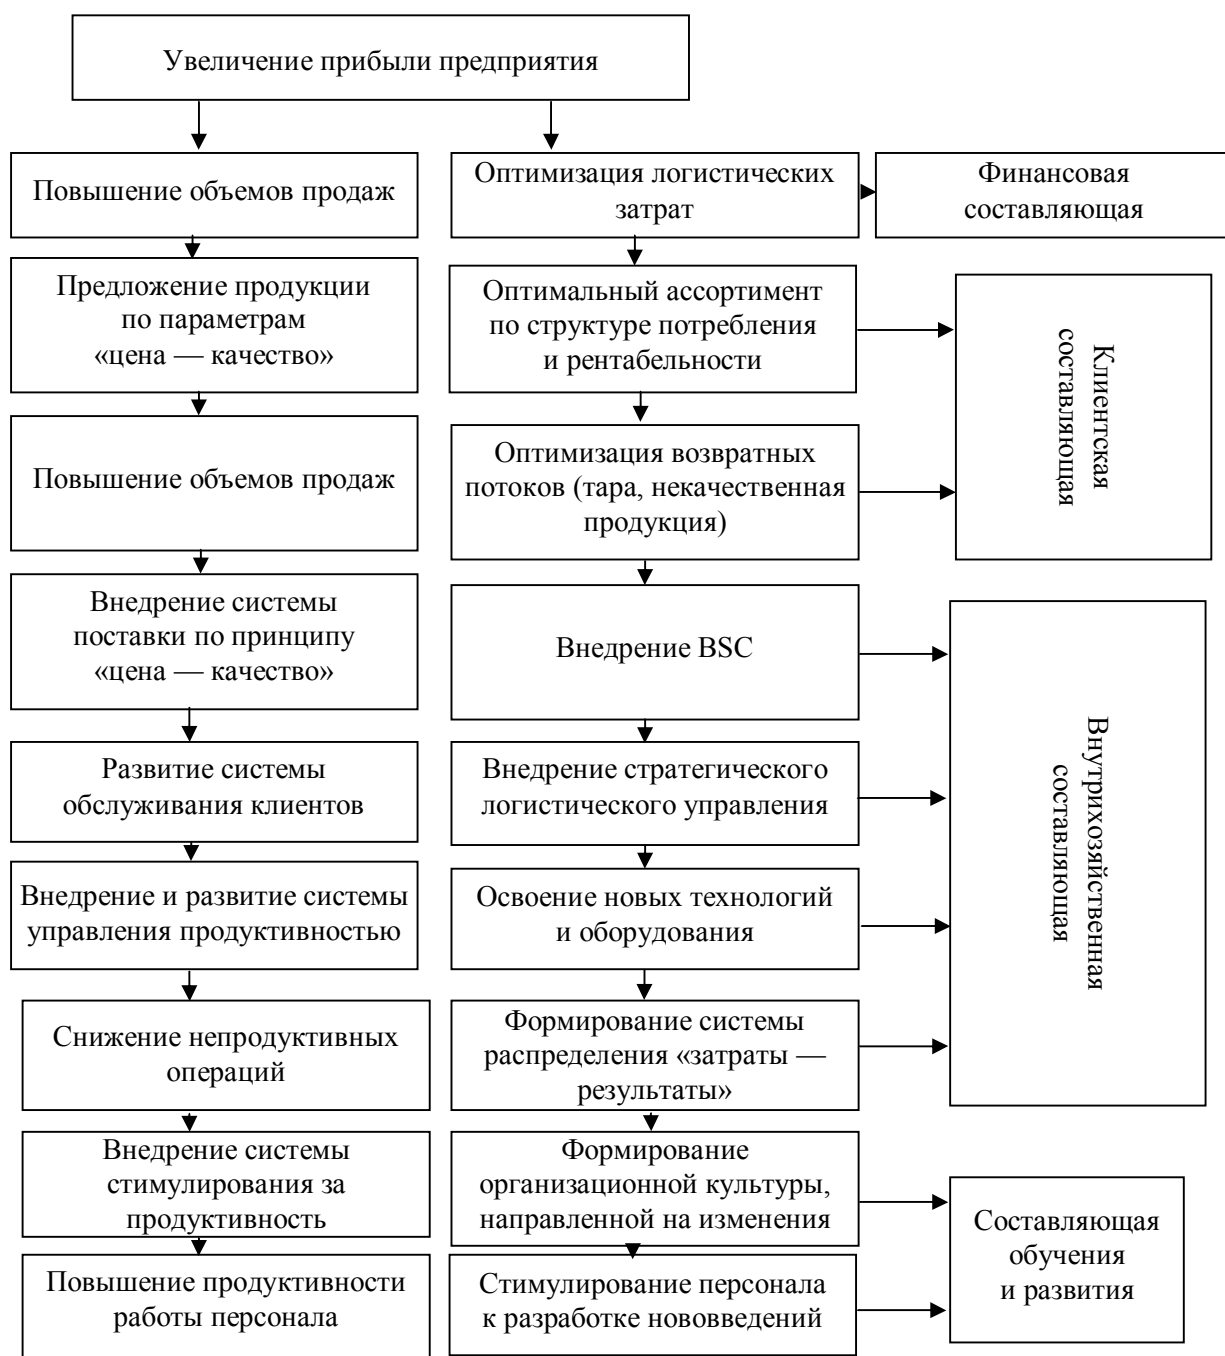 Увеличение прибыли предприятия
Повышение объемов продаж
Оптимизация логистических
затрат
Финансовая
составляющая
Предложение продукции
по параметрам
«цена — качество»
Оптимальный ассортимент
по структуре потребления
и рентабельности
Клиентская
составляющая
Повышение объемов продаж
Оптимизация возвратных
потоков (тара, некачественная
продукция)
Внедрение системы
поставки по принципу
«цена — качество»
Внедрение BSC
Внутрихозяйственная
составляющая
Развитие системы
обслуживания клиентов
Внедрение стратегического
логистического управления
Внедрение и развитие системы
управления продуктивностью
Освоение новых технологий
и оборудования
Снижение непродуктивных
операций
Формирование системы
распределения «затраты —
результаты»
Внедрение системы
стимулирования за
продуктивность
Формирование
организационной культуры,
направленной на изменения
Составляющая
обучения
и развития
Повышение продуктивности
работы персонала
Стимулирование персонала
к разработке нововведений